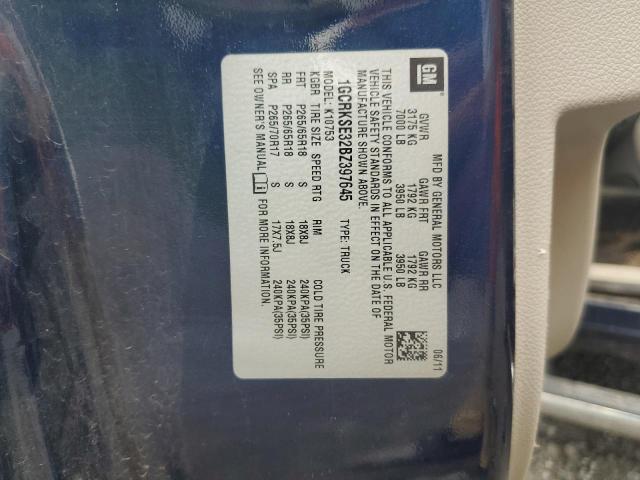 GM
MFD BY GENERAL MOTORS LLC 06/11
GVWR GAWR FRT GAWR RR
3175 KG 1792 KG 1792 KG
7000 LB 3950 LB 3950 LB
THIS VEHICLE CONFORMS TO ALL APPLICABLE U.S. FEDERAL MOTOR
VEHICLE SAFETY STANDARDS IN EFFECT ON THE DATE OF
MANUFACTURE SHOWN ABOVE.
1GCRKSE32BZ397645 TYPE: TRUCK
MODEL: K10753
KGBR TIRE SIZE SPEED RTG RIM COLD TIRE PRESSURE
FRT P265/65R18 S 18X8J 240KPA(35PSI)
RR P265/65R18 S 18X8J 240KPA(35PSI)
SPA P265/70R17 S 17X7.5J 240KPA(35PSI)
SEE OWNER'S MANUAL FOR MORE INFORMATION.